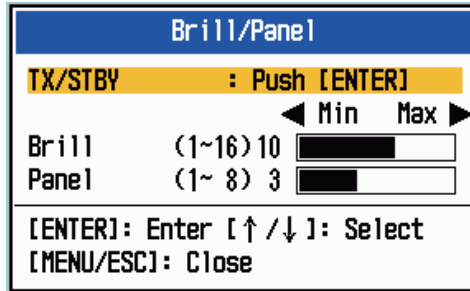 Brill/Panel
TX/STBY : Push [ENTER]
◀ Min Max ▶
Brill (1~16) 10
Panel (1~ 8) 3
[ENTER]: Enter [↑/↓]: Select
[MENU/ESC]: Close